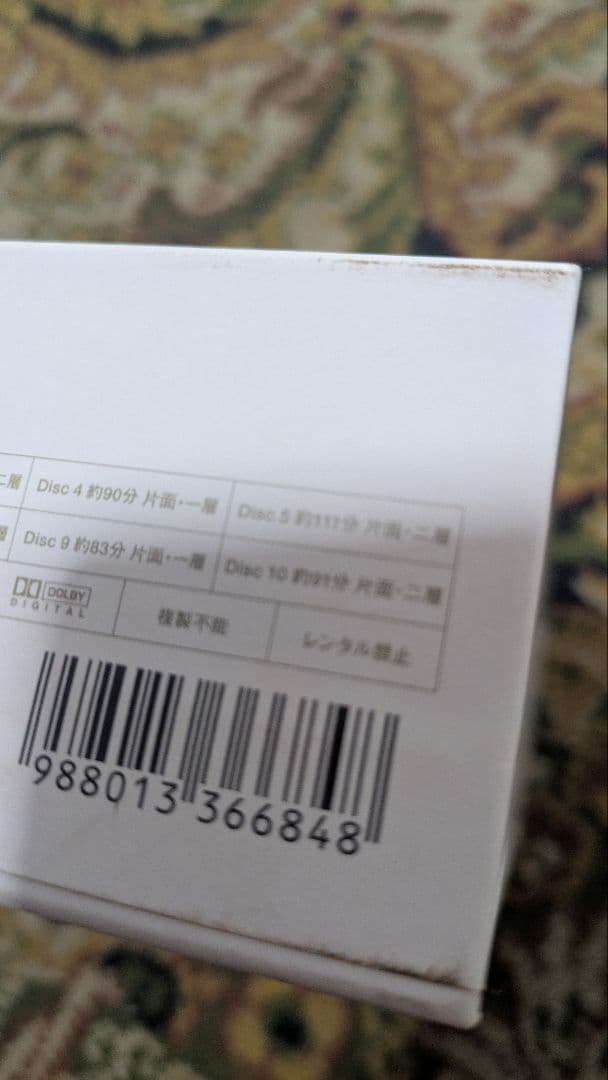 二層 Disc 4 約90分 片面・一層 Disc 5 約111分 片面・二層
層 Disc 9 約83分 片面・一層 Disc 10 約91分 片面・二層
DOLBY DIGITAL 複製不能 レンタル禁止
988013 366848